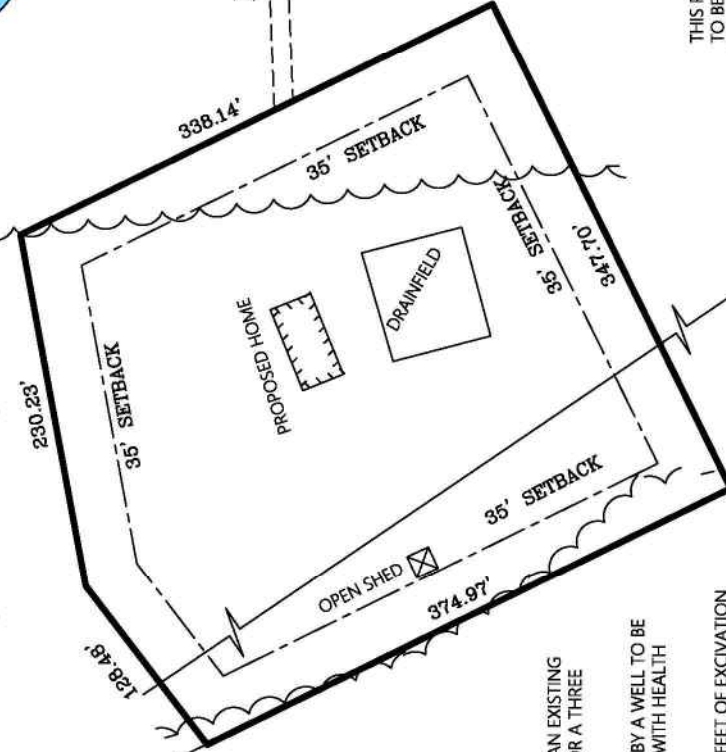 THIS
TO BE
338.14'
35' SETBACK
230.23'
35' SETBACK
PROPOSED HOME
DRAINFIELD
35' SETBACK
347.70'
128.48'
OPEN SHED
35' SETBACK
374.97'
AN EXISTING
R A THREE
BY A WELL TO BE
WITH HEALTH
FEET OF EXCIVATION